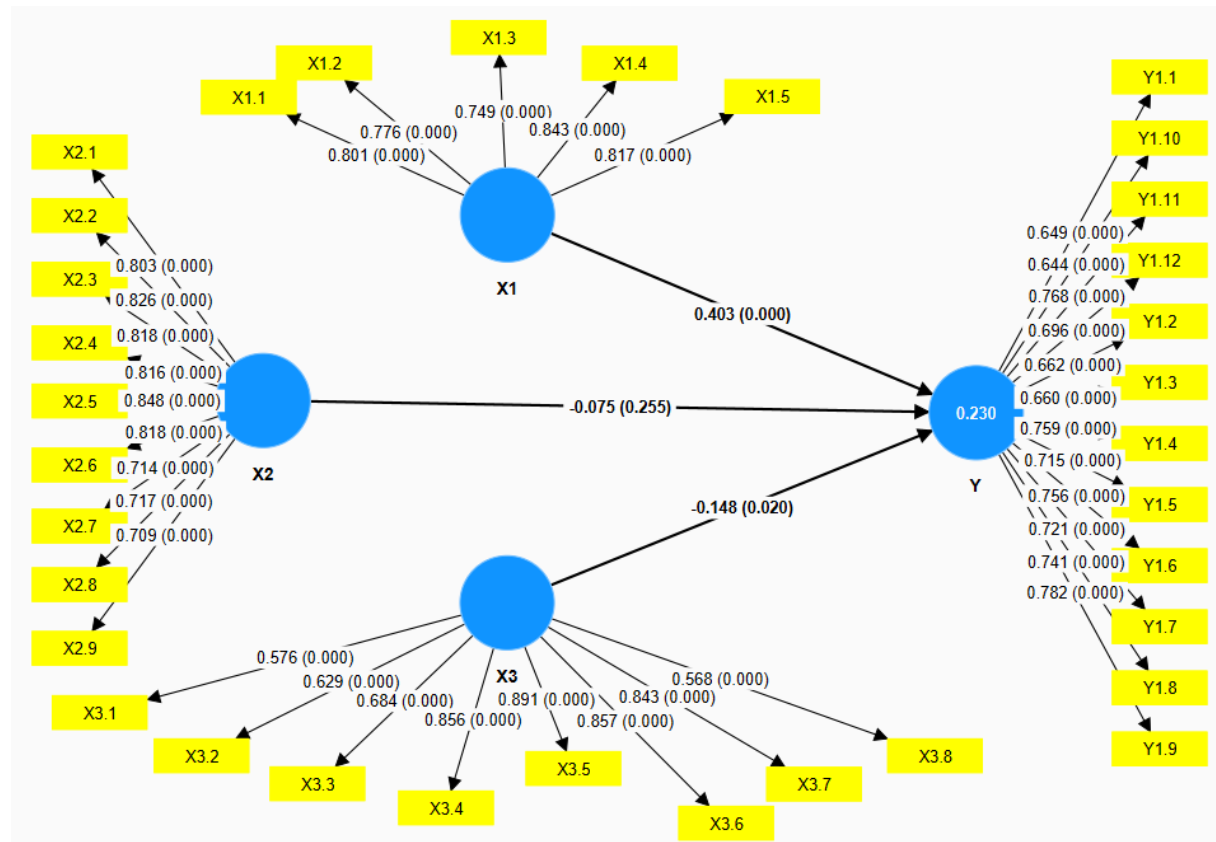 X1.3
X1.2
X1.4
X1.1
X1.5
0.749 (0.000)
0.776 (0.000)
0.843 (0.000)
0.801 (0.000)
0.817 (0.000)
X1
X2.1
X2.2
X2.3
X2.4
X2.5
X2.6
X2.7
X2.8
X2.9
0.803 (0.000)
0.826 (0.000)
0.818 (0.000)
0.816 (0.000)
0.848 (0.000)
0.818 (0.000)
0.714 (0.000)
0.717 (0.000)
0.709 (0.000)
X2
0.403 (0.000)
-0.075 (0.255)
-0.148 (0.020)
0.230
Y
Y1.1
Y1.10
Y1.11
Y1.12
Y1.2
Y1.3
Y1.4
Y1.5
Y1.6
Y1.7
Y1.8
Y1.9
0.649 (0.000)
0.644 (0.000)
0.768 (0.000)
0.696 (0.000)
0.662 (0.000)
0.660 (0.000)
0.759 (0.000)
0.715 (0.000)
0.756 (0.000)
0.721 (0.000)
0.741 (0.000)
0.782 (0.000)
X3
0.576 (0.000)
0.629 (0.000)
0.684 (0.000)
0.856 (0.000)
0.891 (0.000)
0.857 (0.000)
0.843 (0.000)
0.568 (0.000)
X3.1
X3.2
X3.3
X3.4
X3.5
X3.6
X3.7
X3.8